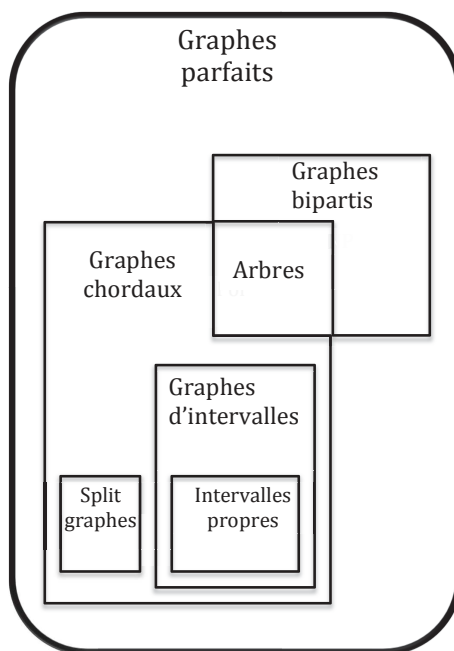 Graphes
parfaits
Graphes
bipartis
Graphes
chordaux
Arbres
Graphes
d'intervalles
Split
graphes
Intervalles
propres